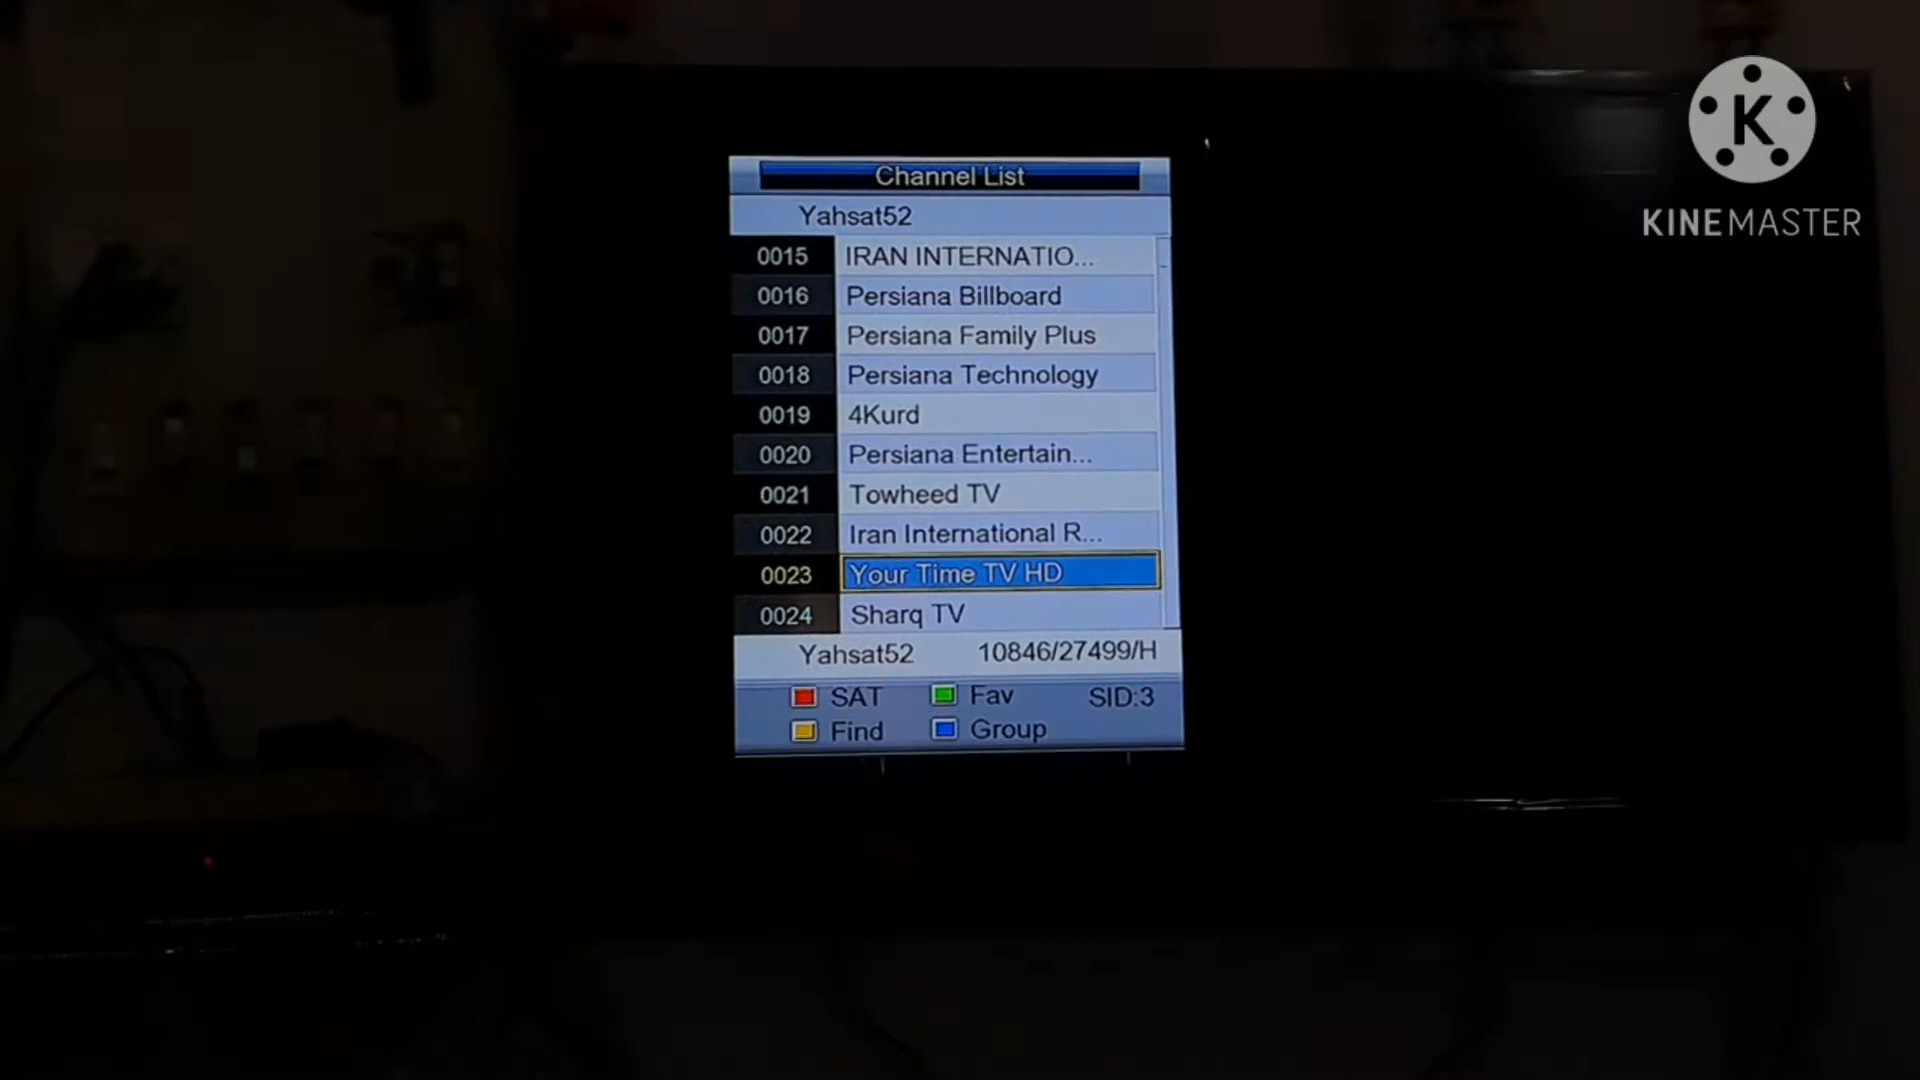 K
KINEMASTER
Channel List
Yahsat52
0015 IRAN INTERNATIO...
0016 Persiana Billboard
0017 Persiana Family Plus
0018 Persiana Technology
0019 4Kurd
0020 Persiana Entertain...
0021 Towheed TV
0022 Iran International R...
0023 Your Time TV HD
0024 Sharq TV
Yahsat52 10846/27499/H
SAT Fav SID:3
Find Group